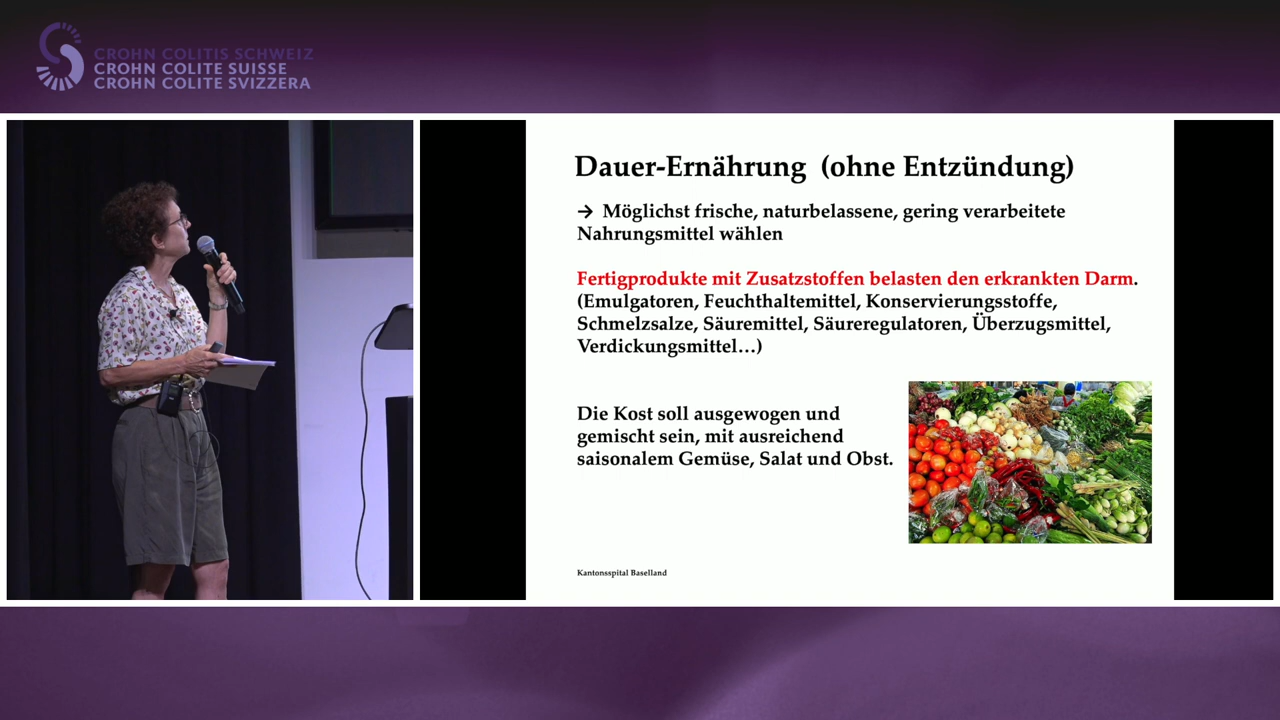 CROHN COLITIS SCHWEIZ
CROHN COLITE SUISSE
CROHN COLITE SVIZZERA
Dauer-Ernährung (ohne Entzündung)
→ Möglichst frische, naturbelassene, gering verarbeitete
Nahrungsmittel wählen
Fertigprodukte mit Zusatzstoffen belasten den erkrankten Darm.
(Emulgatoren, Feuchthaltemittel, Konservierungsstoffe,
Schmelzsalze, Säuremittel, Säureregulatoren, Überzugsmittel,
Verdickungsmittel…)
Die Kost soll ausgewogen und
gemischt sein, mit ausreichend
saisonalem Gemüse, Salat und Obst.
Kantonsspital Baselland